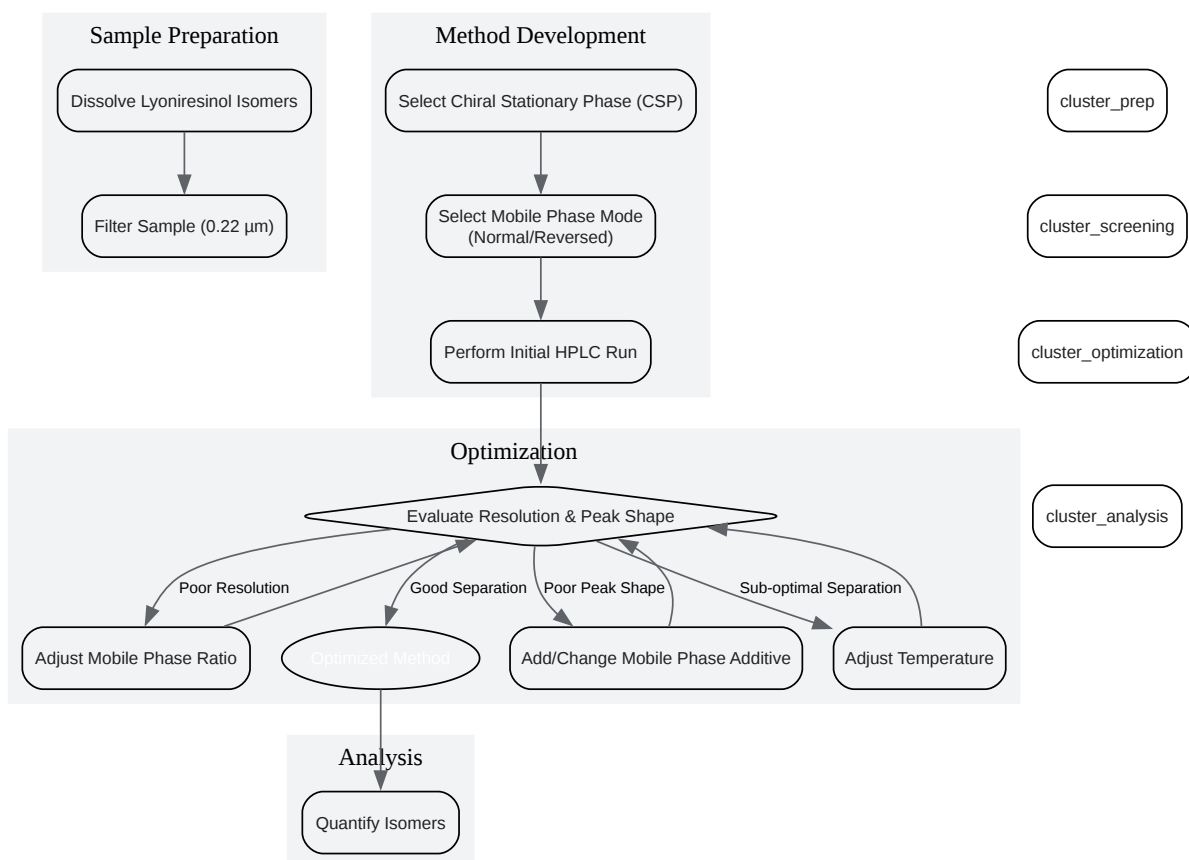 Sample Preparation
Method Development
Dissolve Lyoniresinol Isomers
Select Chiral Stationary Phase (CSP)
cluster_prep
Filter Sample (0.22 µm)
Select Mobile Phase Mode
(Normal/Reversed)
cluster_screening
Perform Initial HPLC Run
cluster_optimization
Optimization
Evaluate Resolution & Peak Shape
cluster_analysis
Poor Resolution
Good Separation
Poor Peak Shape
Sub-optimal Separation
Adjust Mobile Phase Ratio
Optimized Method
Add/Change Mobile Phase Additive
Adjust Temperature
Analysis
Quantify Isomers